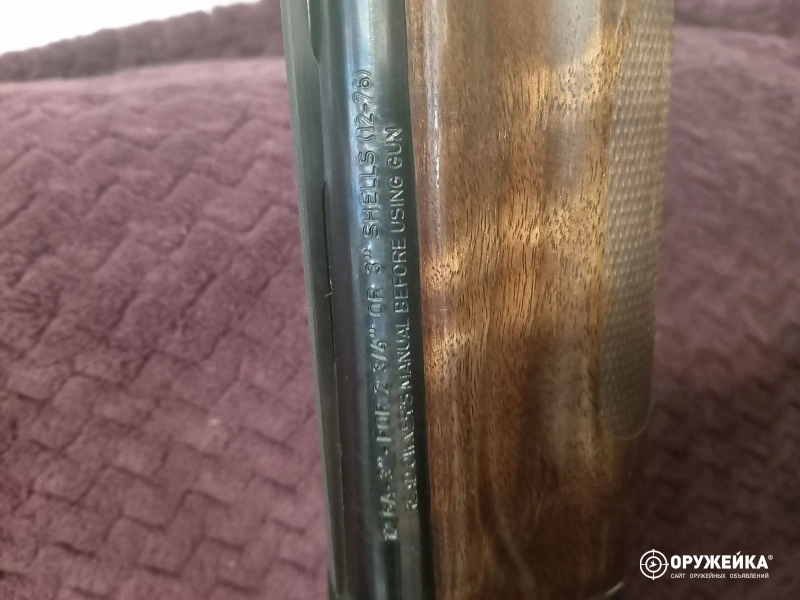 12 GA-3"-FOR 2 3/4" OR 3" SHELLS (12-76)
READ OWNER'S MANUAL BEFORE USING GUN
ОРУЖЕЙКА®
САЙТ ОРУЖЕЙНЫХ ОБЪЯВЛЕНИЙ